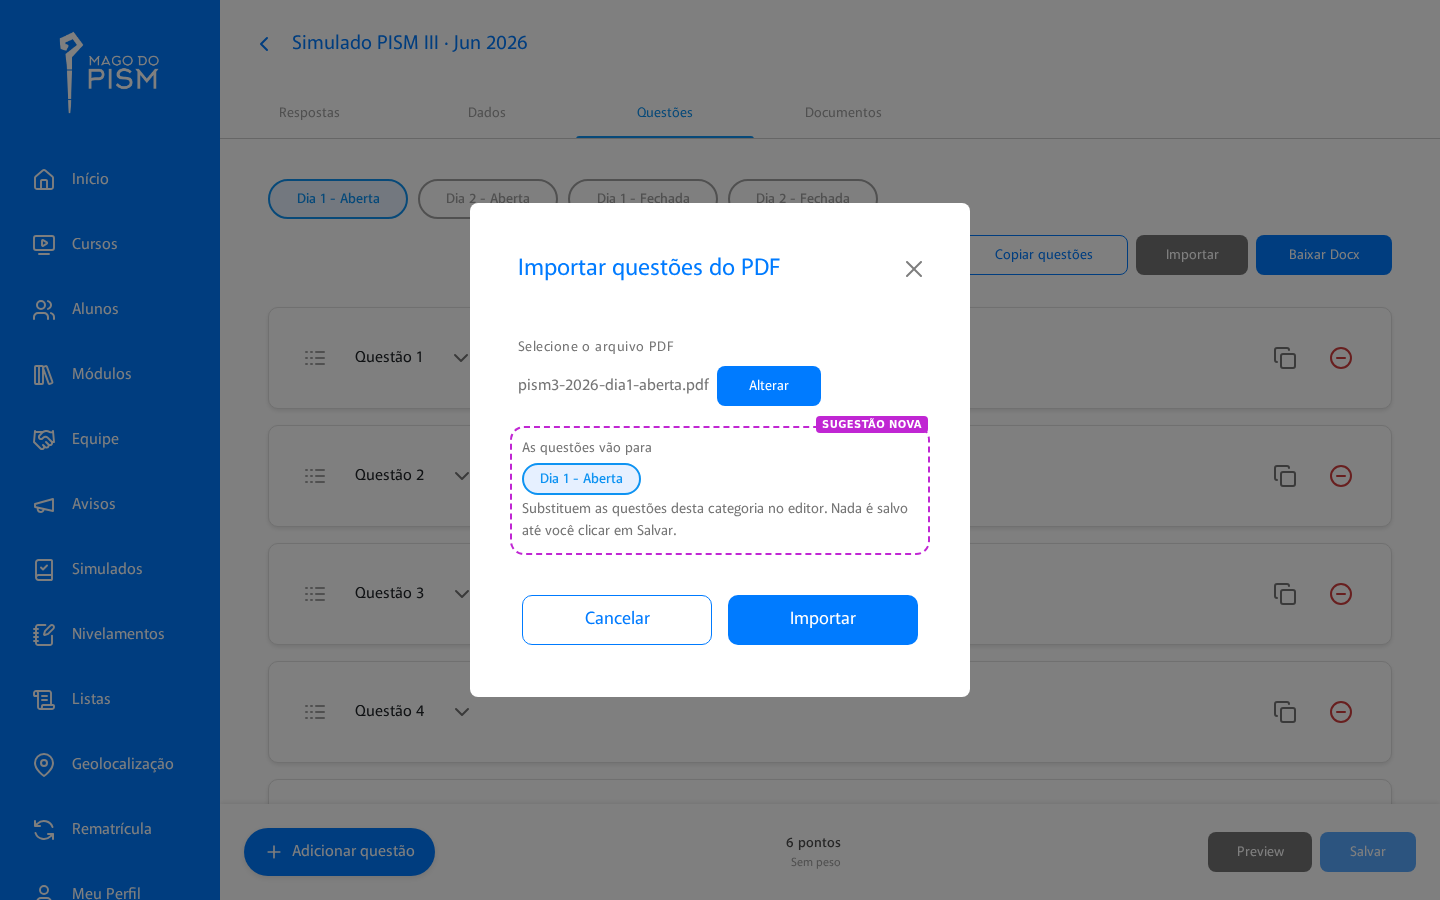 MAGO DO
PISM
Início
Cursos
Alunos
Módulos
Equipe
Avisos
Simulados
Nivelamentos
Listas
Geolocalização
Rematrícula
Meu Perfil
Simulado PISM III · Jun 2026
Respostas
Dados
Questões
Documentos
Dia 1 - Aberta
Dia 2 - Aberta
Dia 1 - Fechada
Dia 2 - Fechada
Copiar questões
Importar
Baixar Docx
Questão 1
Questão 2
Questão 3
Questão 4
Importar questões do PDF
Selecione o arquivo PDF
pism3-2026-dia1-aberta.pdf
Alterar
SUGESTÃO NOVA
As questões vão para
Dia 1 - Aberta
Substituem as questões desta categoria no editor. Nada é salvo
até você clicar em Salvar.
Cancelar
Importar
Adicionar questão
6 pontos
Sem peso
Preview
Salvar